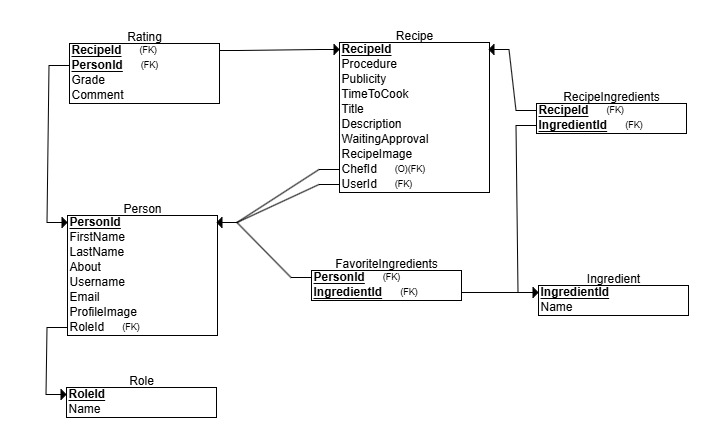 Rating
RecipeId (FK)
PersonId (FK)
Grade
Comment
Recipe
RecipeId
Procedure
Publicity
TimeToCook
Title
Description
WaitingApproval
RecipeImage
ChefId (O)(FK)
UserId (FK)
RecipeIngredients
RecipeId (FK)
IngredientId (FK)
Person
PersonId
FirstName
LastName
About
Username
Email
ProfileImage
RoleId (FK)
FavoriteIngredients
PersonId (FK)
IngredientId (FK)
Ingredient
IngredientId
Name
Role
RoleId
Name